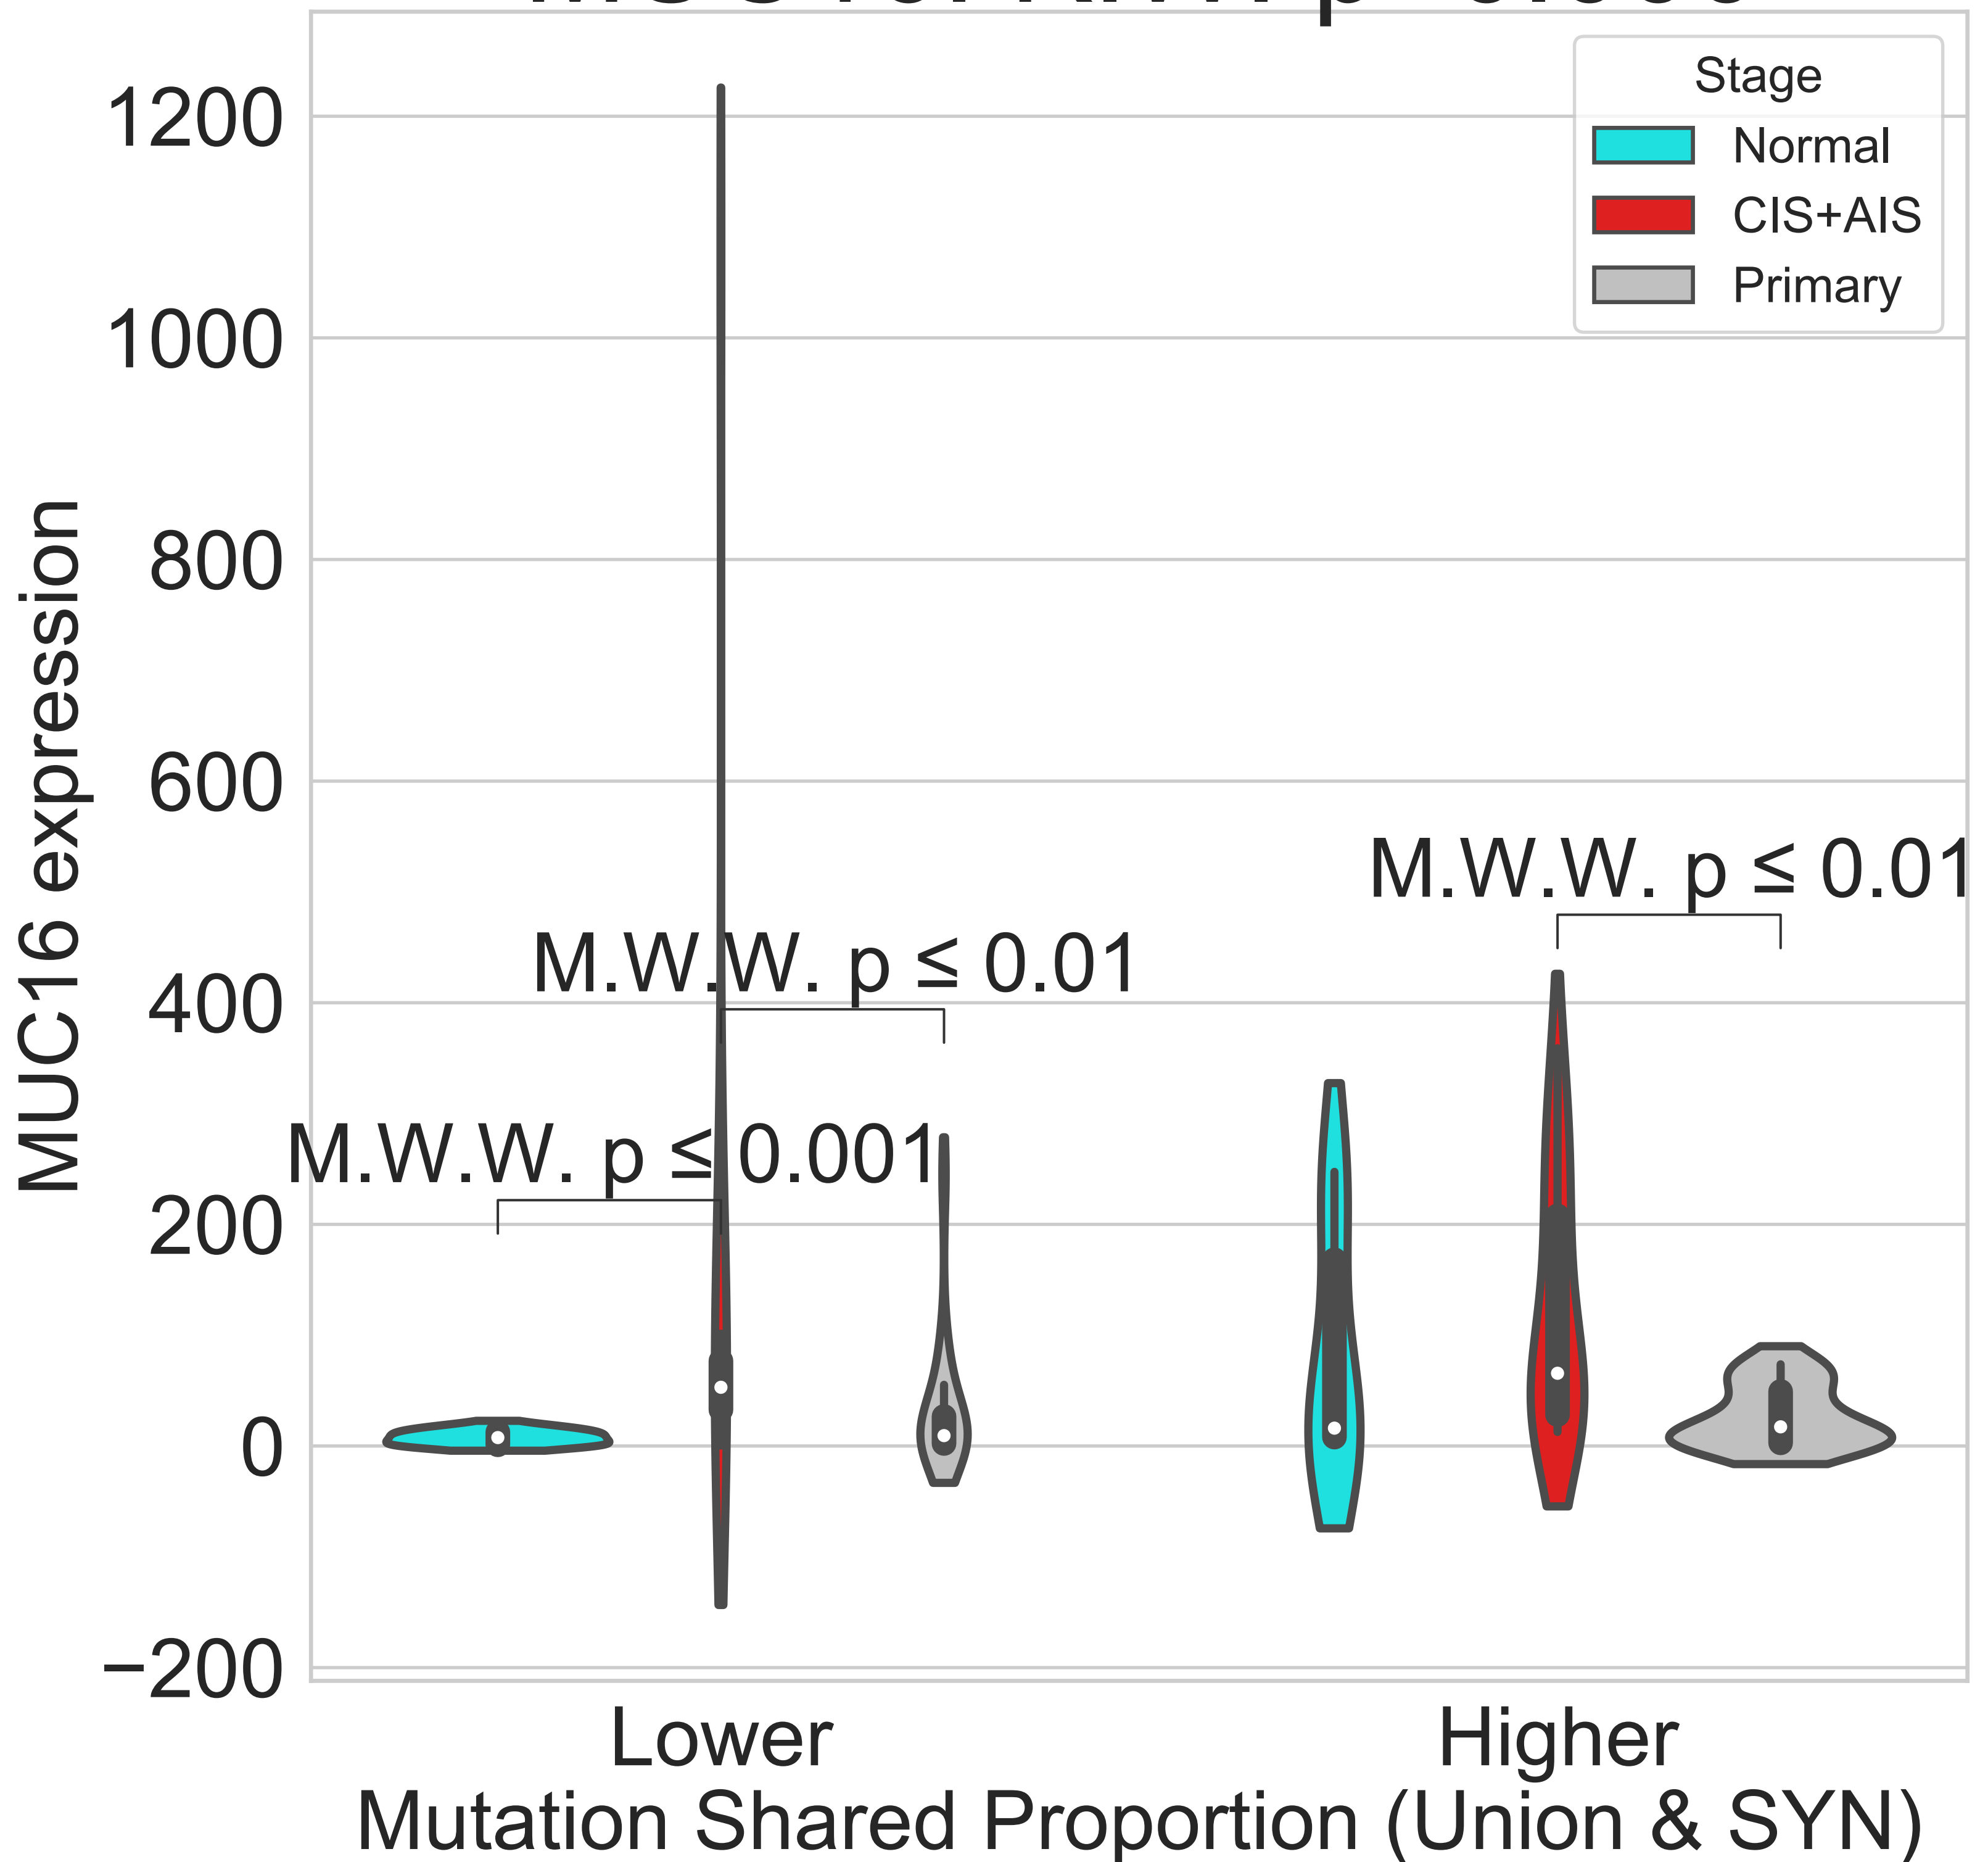 Stage
Normal
CIS+AIS
Primary
1200
1000
800
600
400
200
0
−200
MUC16 expression
M.W.W. p ≤ 0.01
M.W.W. p ≤ 0.01
M.W.W. p ≤ 0.001
Lower
Higher
Mutation Shared Proportion (Union & SYN)